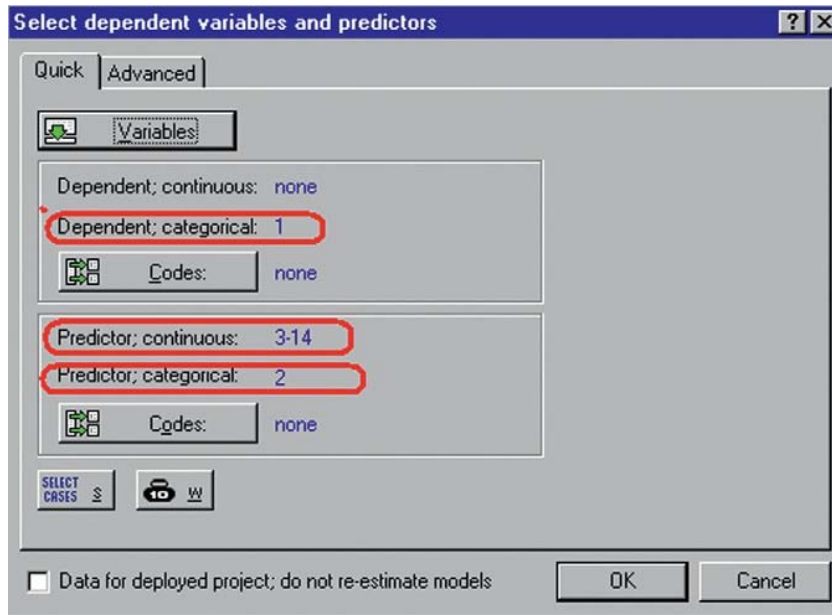 Select dependent variables and predictors
Quick
Advanced
Variables
Dependent; continuous: none
Dependent; categorical: 1
Codes: none
Predictor; continuous: 3-14
Predictor; categorical: 2
Codes: none
SELECT CASES S
10 W
Data for deployed project; do not re-estimate models
OK
Cancel